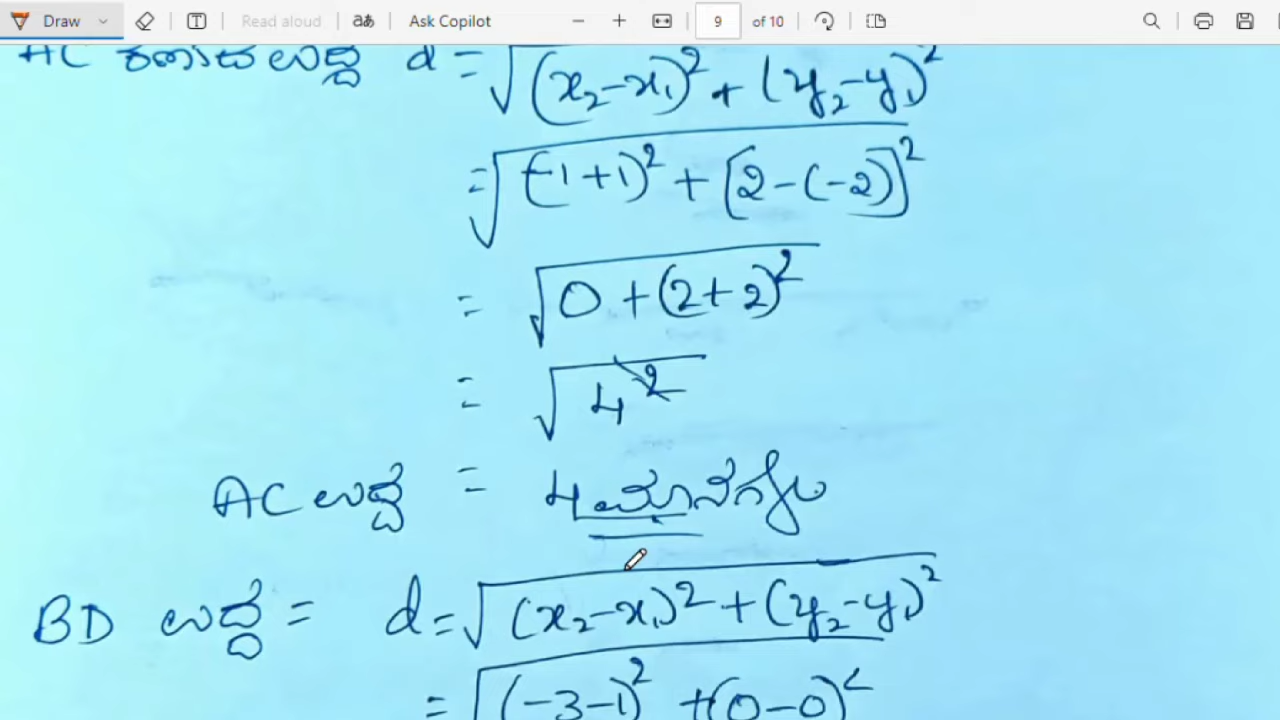 Draw Read aloud aあ Ask Copilot 9 of 10
AC ಕರ್ಣದ ಉದ್ದ d = √(x₂-x₁)² + (y₂-y₁)²
= √(-1+1)² + [2-(-2)]²
= √0+(2+2)²
= √4²
AC ಉದ್ದ = 4 ಮಾನಗಳು
BD ಉದ್ದ = d = √(x₂-x₁)² + (y₂-y₁)²
= √(-3-1)² + (0-0)²